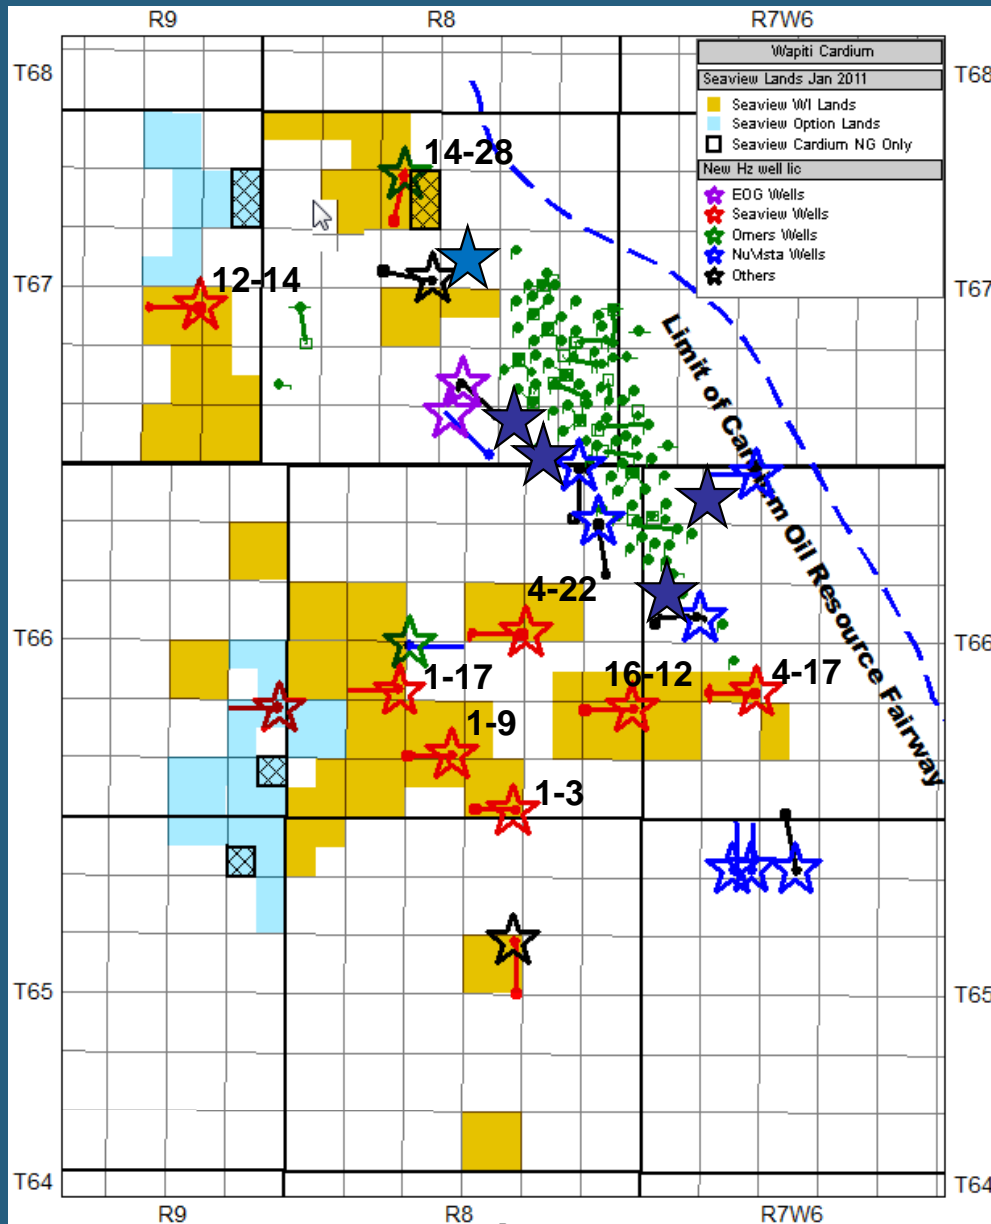 R9 R8 R7W6
T68 T68
Wapiti Cardium
Seaview Lands Jan 2011
Seaview WI Lands
Seaview Option Lands
Seaview Cardium NG Only
New Hz well lic
EOG Wells
Seaview Wells
Omers Wells
NuVista Wells
Others
14-28
12-14
T67 T67
Limit of Cardium Oil Resource Fairway
4-22
T66 T66
1-17 16-12 4-17
1-9
1-3
T65 T65
T64 T64
R9 R8 R7W6